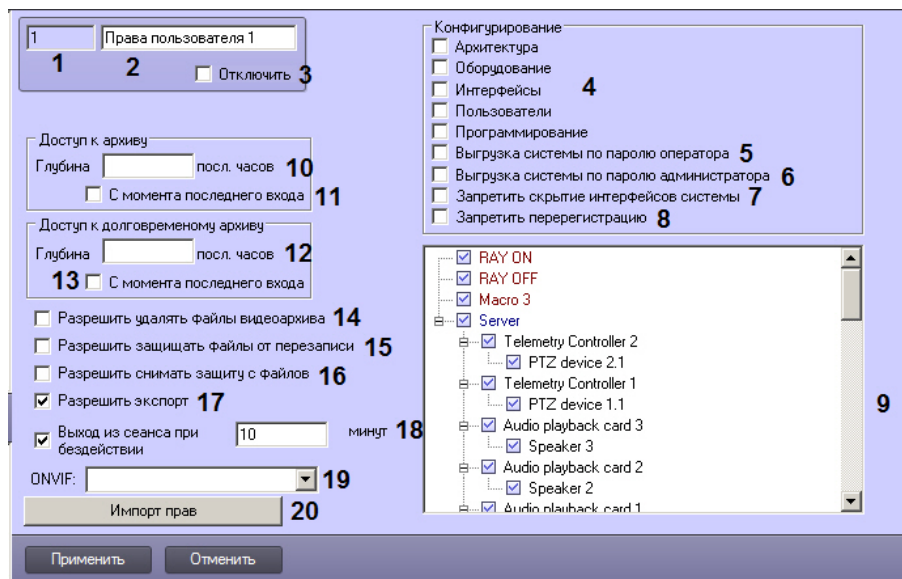 1 Права пользователя 1
1 2
Отключить 3
Доступ к архиву
Глубина посл. часов 10
С момента последнего входа 11
Доступ к долговременому архиву
Глубина посл. часов 12
13 С момента последнего входа
Разрешить удалять файлы видеоархива 14
Разрешить защищать файлы от перезаписи 15
Разрешить снимать защиту с файлов 16
Разрешить экспорт 17
Выход из сеанса при
бездействии
10 минут 18
ONVIF: 19
Импорт прав 20
Конфигурирование
Архитектура
Оборудование
Интерфейсы 4
Пользователи
Программирование
Выгрузка системы по паролю оператора 5
Выгрузка системы по паролю администратора 6
Запретить скрытие интерфейсов системы 7
Запретить перерегистрацию 8
RAY ON
RAY OFF
Macro 3
Server
Telemetry Controller 2
PTZ device 2.1
Telemetry Controller 1
PTZ device 1.1
Audio playback card 3
Speaker 3
Audio playback card 2
Speaker 2
Audio playback card 1
9
Применить Отменить